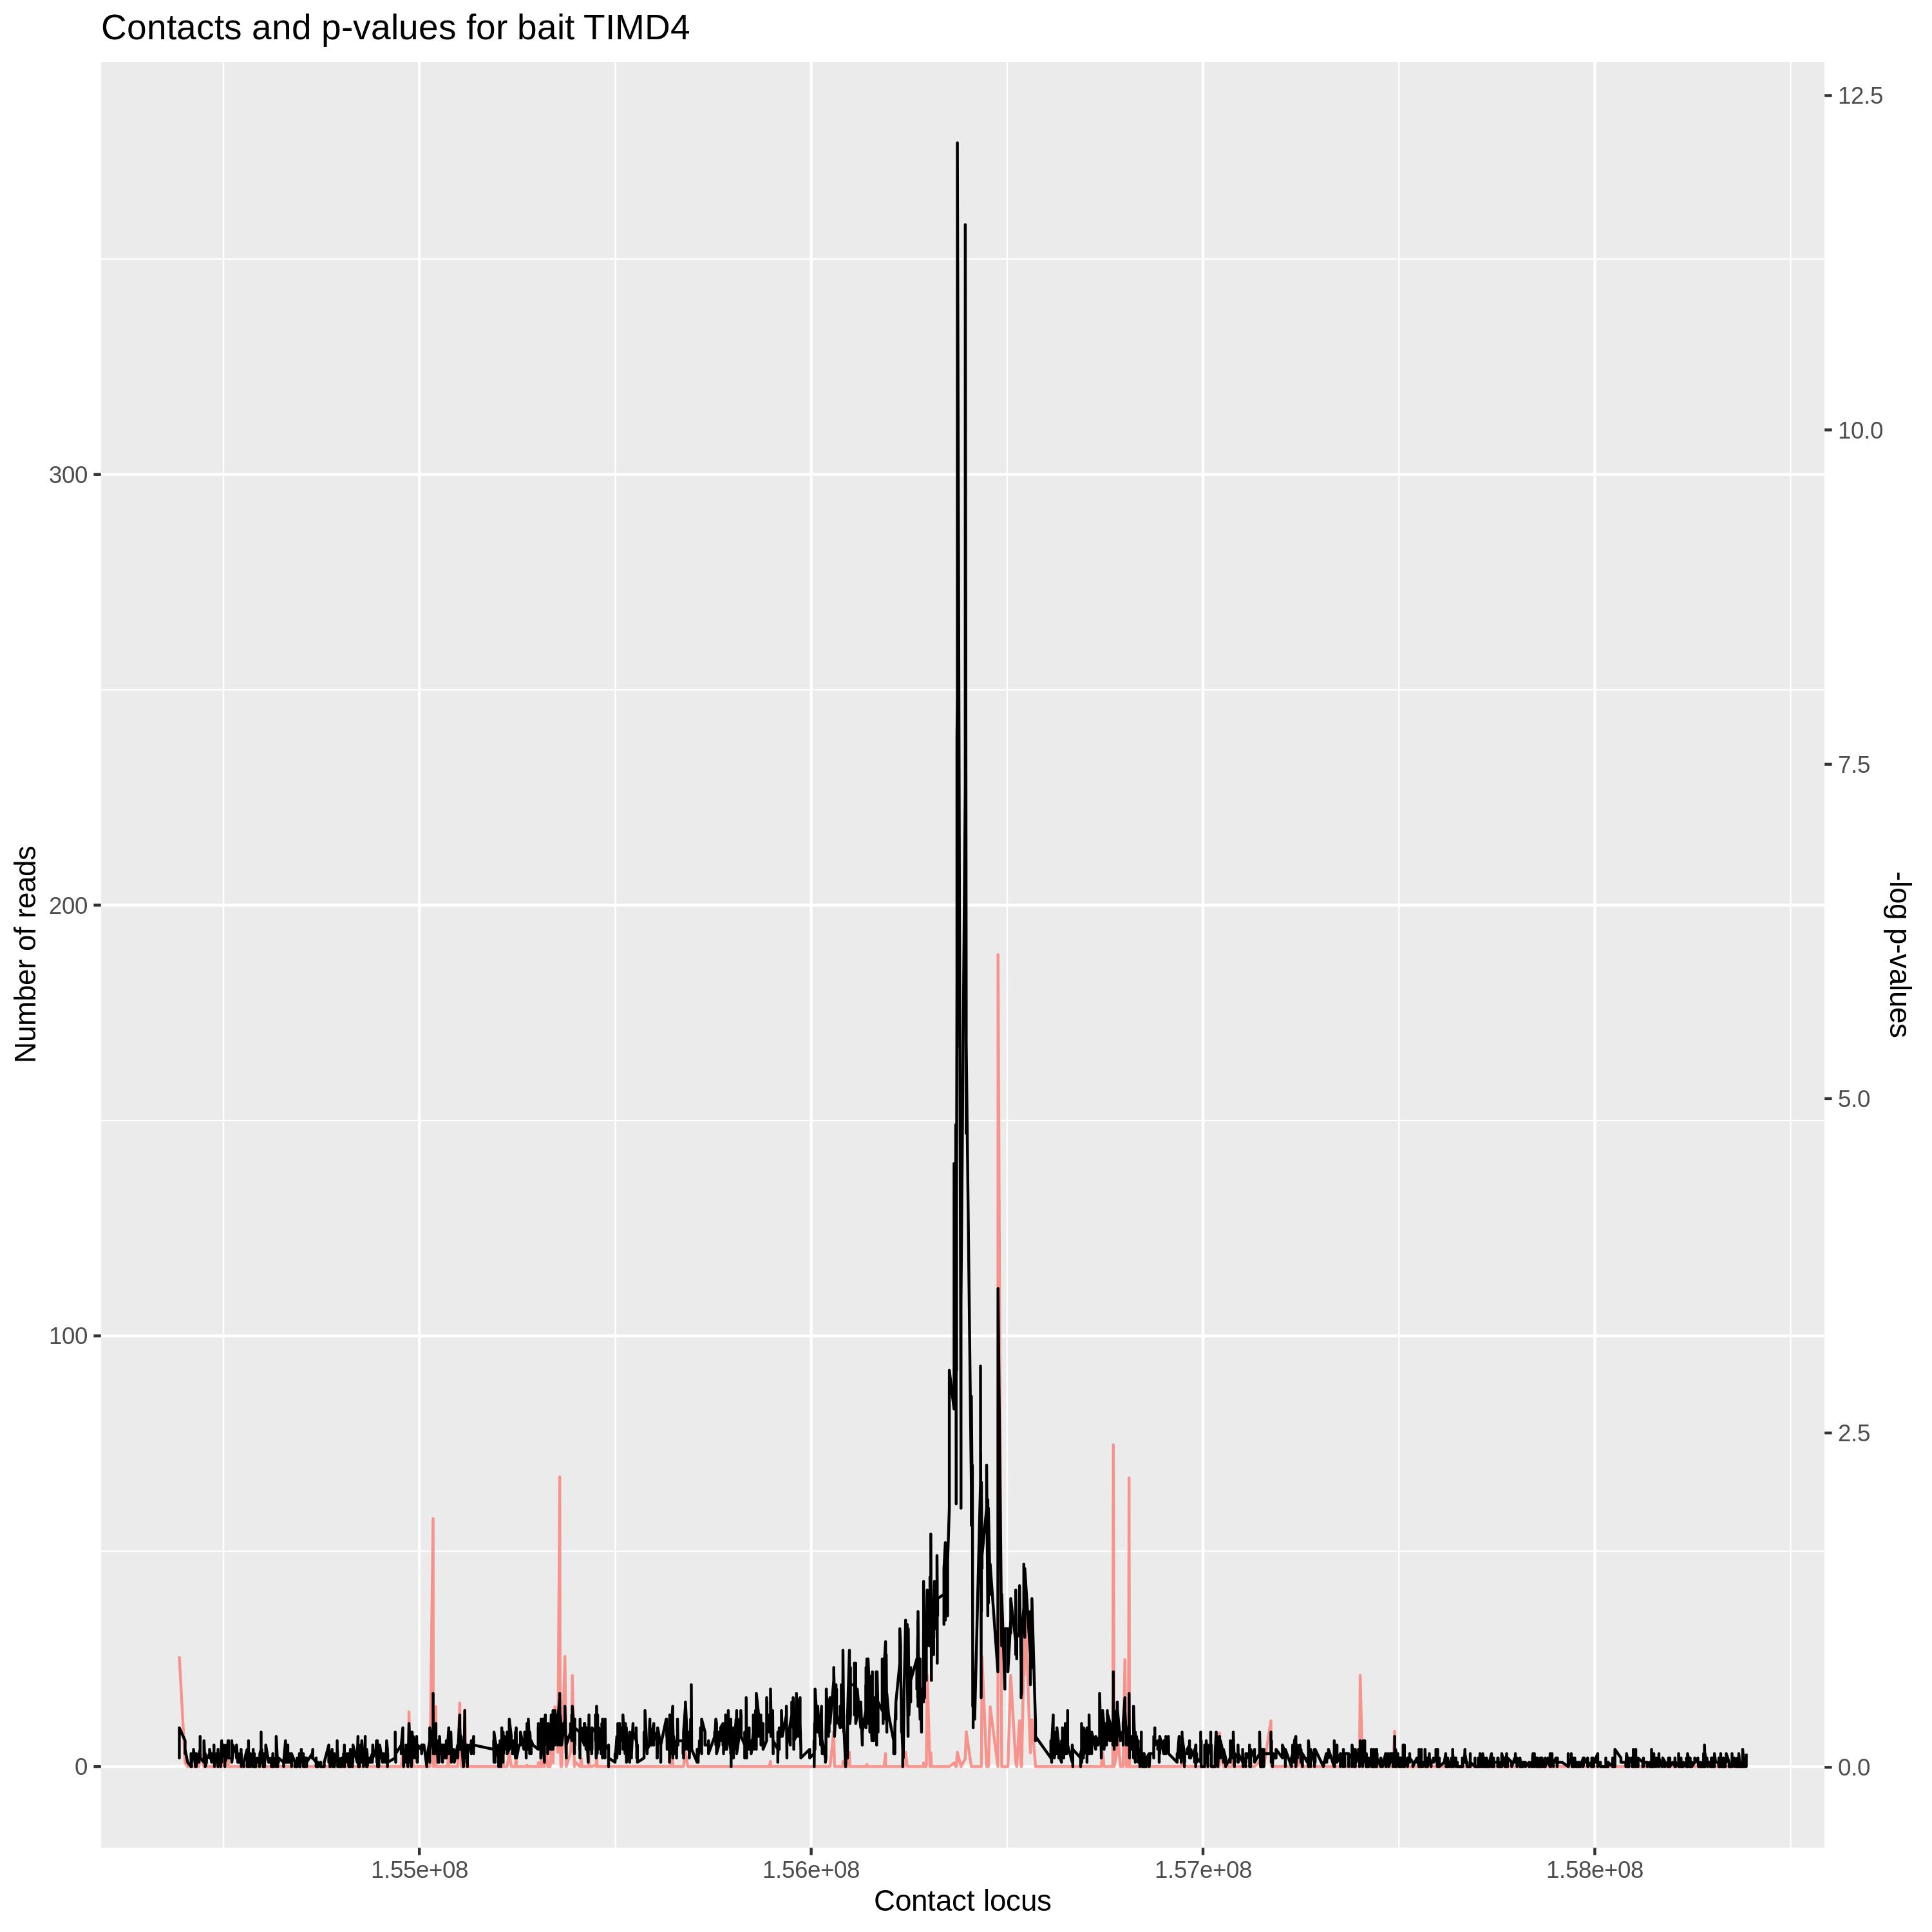 Contacts and p-values for bait TIMD4
12.5
10.0
7.5
5.0
2.5
0.0
300
200
100
0
Number of reads
-log p-values
1.55e+08 1.56e+08 1.57e+08 1.58e+08
Contact locus